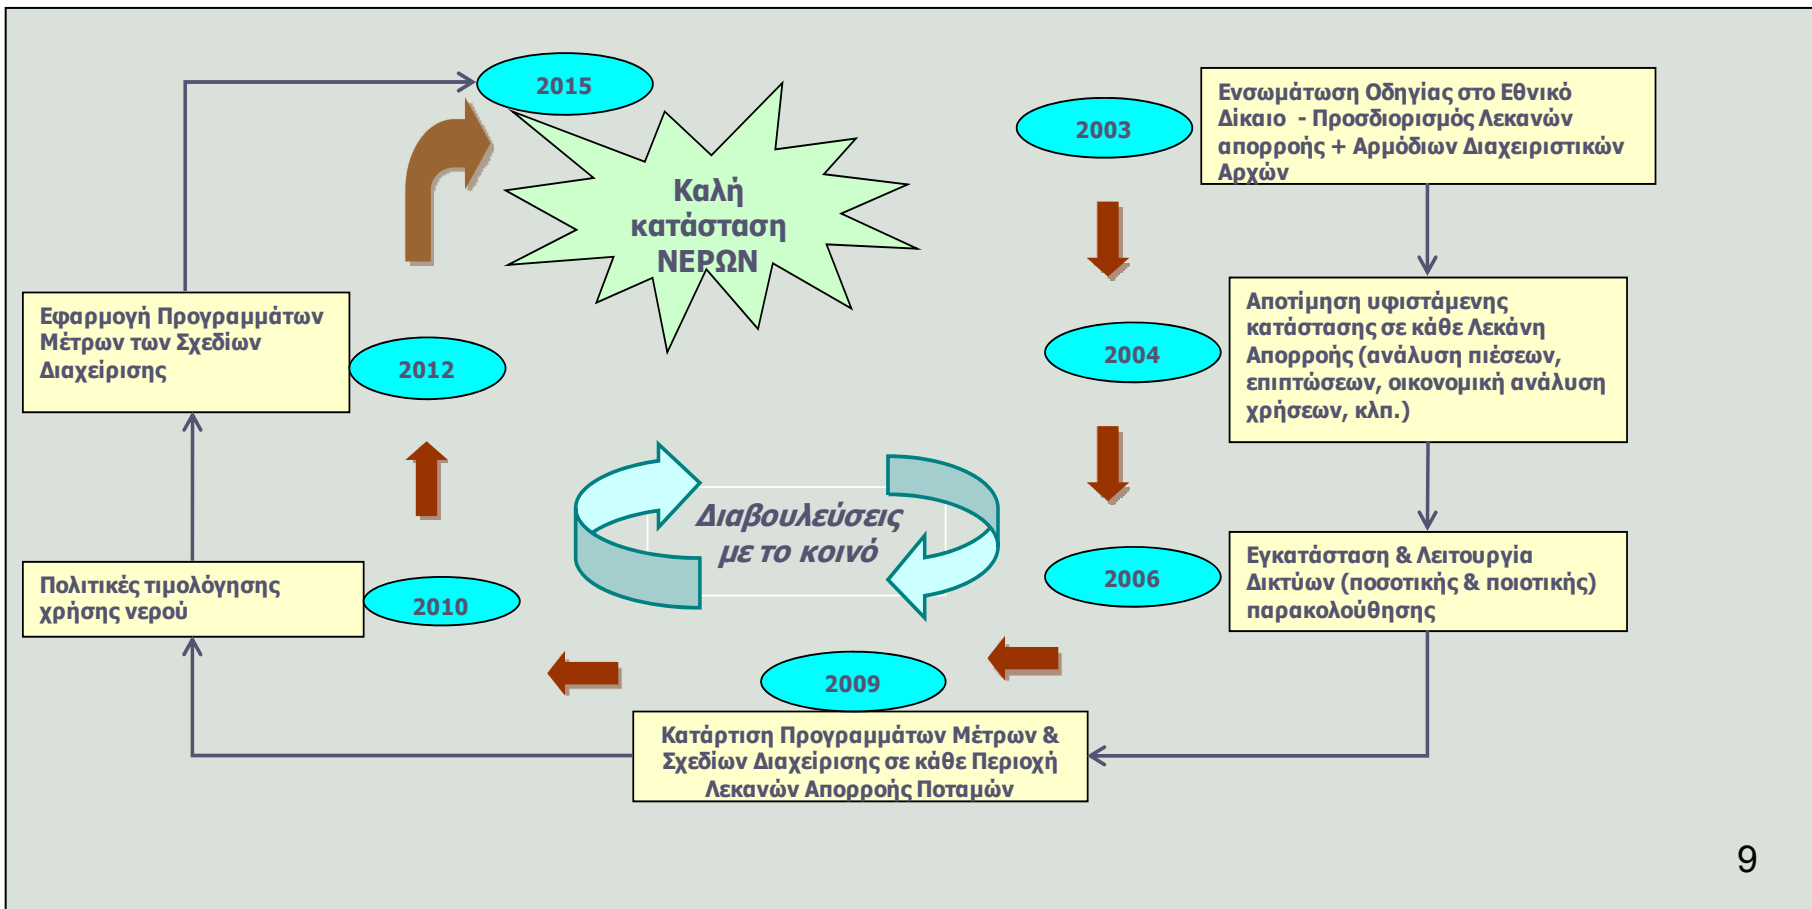 2003
Ενσωμάτωση Οδηγίας στο Εθνικό
Δίκαιο - Προσδιορισμός Λεκανών
απορροής + Αρμόδιων Διαχειριστικών
Αρχών
2004
Αποτίμηση υφιστάμενης
κατάστασης σε κάθε Λεκάνη
Απορροής (ανάλυση πιέσεων,
επιπτώσεων, οικονομική ανάλυση
χρήσεων, κλπ.)
2006
Εγκατάσταση & Λειτουργία
Δικτύων (ποσοτικής & ποιοτικής)
παρακολούθησης
2009
Κατάρτιση Προγραμμάτων Μέτρων &
Σχεδίων Διαχείρισης σε κάθε Περιοχή
Λεκανών Απορροής Ποταμών
2010
Πολιτικές τιμολόγησης
χρήσης νερού
2012
Εφαρμογή Προγραμμάτων
Μέτρων των Σχεδίων
Διαχείρισης
2015
Καλή
κατάσταση
ΝΕΡΩΝ
Διαβουλεύσεις
με το κοινό
9